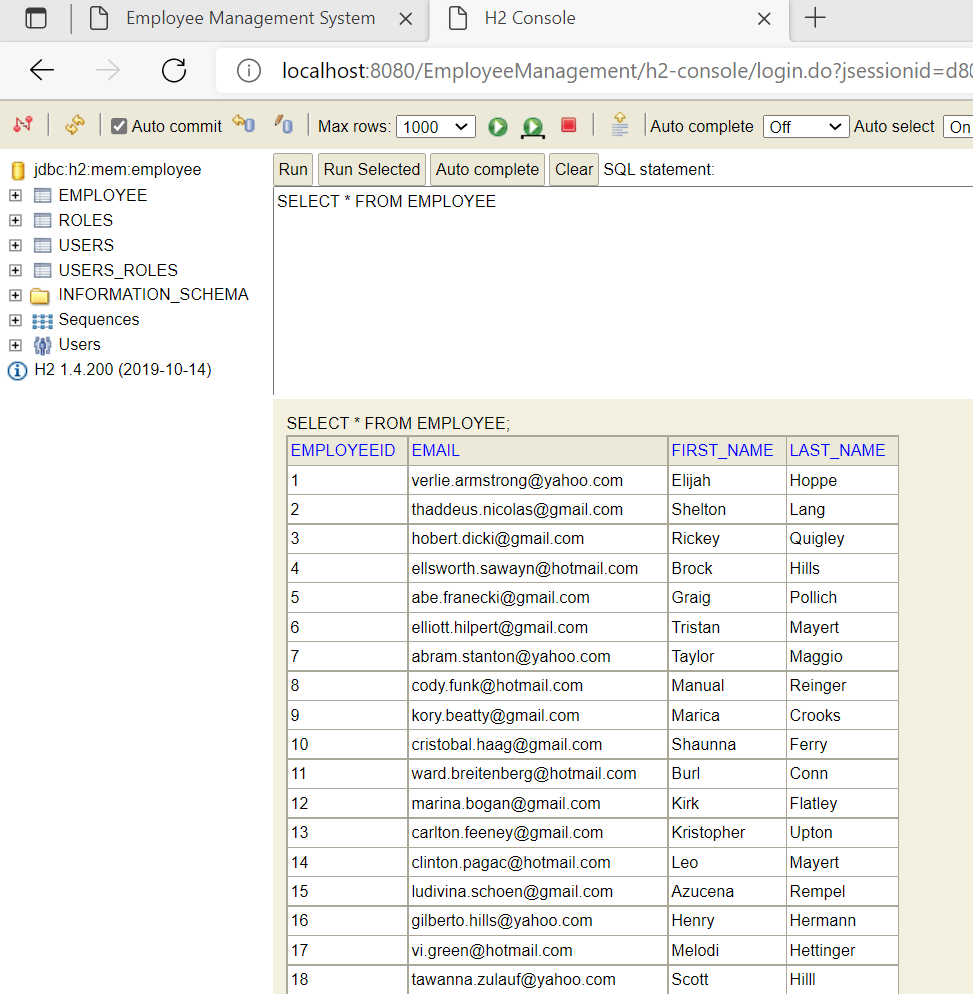 Employee Management System
H2 Console
localhost:8080/EmployeeManagement/h2-console/login.do?jsessionid=d80
Auto commit Max rows: 1000 Auto complete Off Auto select On
jdbc:h2:mem:employee
EMPLOYEE
ROLES
USERS
USERS_ROLES
INFORMATION_SCHEMA
Sequences
Users
H2 1.4.200 (2019-10-14)
Run Run Selected Auto complete Clear SQL statement:
SELECT * FROM EMPLOYEE
SELECT * FROM EMPLOYEE;
EMPLOYEEID EMAIL FIRST_NAME LAST_NAME
1 verlie.armstrong@yahoo.com Elijah Hoppe
2 thaddeus.nicolas@gmail.com Shelton Lang
3 hobert.dicki@gmail.com Rickey Quigley
4 ellsworth.sawayn@hotmail.com Brock Hills
5 abe.franecki@gmail.com Graig Pollich
6 elliott.hilpert@gmail.com Tristan Mayert
7 abram.stanton@yahoo.com Taylor Maggio
8 cody.funk@hotmail.com Manual Reinger
9 kory.beatty@gmail.com Marica Crooks
10 cristobal.haag@gmail.com Shaunna Ferry
11 ward.breitenberg@hotmail.com Burl Conn
12 marina.bogan@gmail.com Kirk Flatley
13 carlton.feeney@gmail.com Kristopher Upton
14 clinton.pagac@hotmail.com Leo Mayert
15 ludivina.schoen@gmail.com Azucena Rempel
16 gilberto.hills@yahoo.com Henry Hermann
17 vi.green@hotmail.com Melodi Hettinger
18 tawanna.zulauf@yahoo.com Scott Hilll